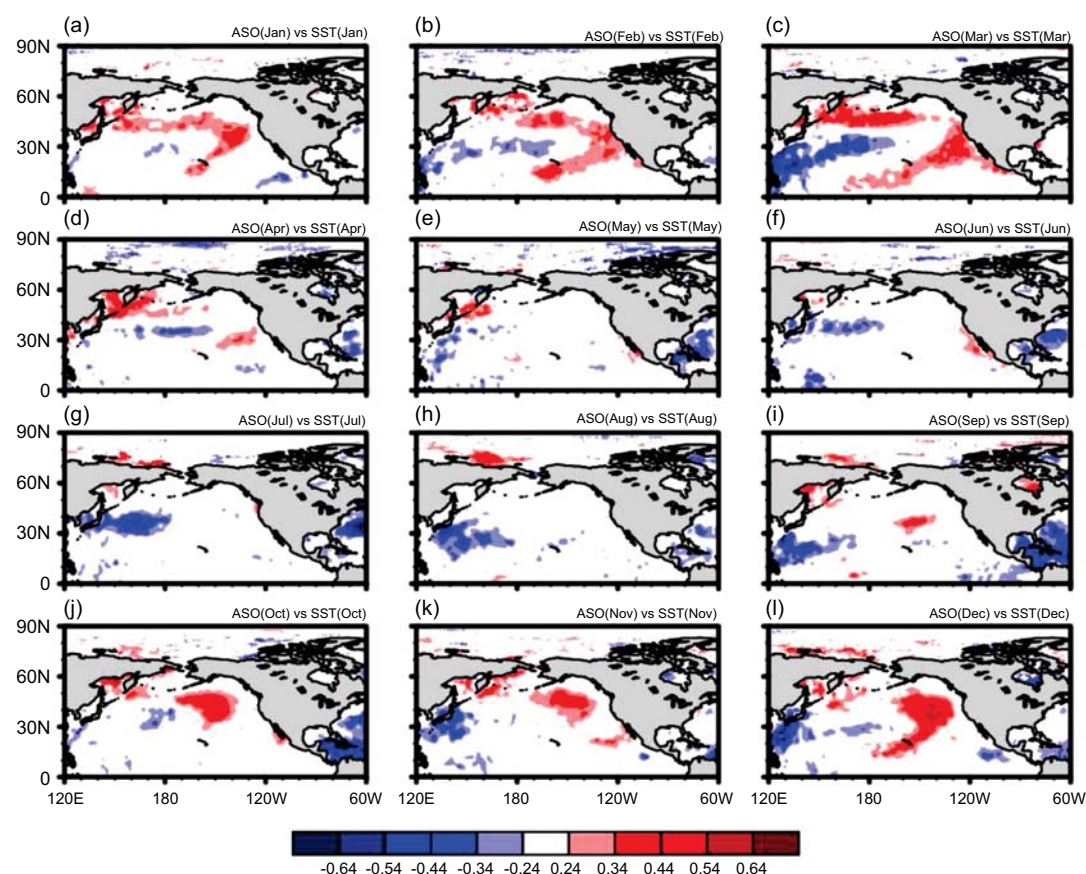 (a) ASO(Jan) vs SST(Jan) (b) ASO(Feb) vs SST(Feb) (c) ASO(Mar) vs SST(Mar)
90N
60N
30N
0
(d) ASO(Apr) vs SST(Apr) (e) ASO(May) vs SST(May) (f) ASO(Jun) vs SST(Jun)
90N
60N
30N
0
(g) ASO(Jul) vs SST(Jul) (h) ASO(Aug) vs SST(Aug) (i) ASO(Sep) vs SST(Sep)
90N
60N
30N
0
(j) ASO(Oct) vs SST(Oct) (k) ASO(Nov) vs SST(Nov) (l) ASO(Dec) vs SST(Dec)
90N
60N
30N
0
120E 180 120W 60W 120E 180 120W 60W 120E 180 120W 60W
-0.64 -0.54 -0.44 -0.34 -0.24 0.24 0.34 0.44 0.54 0.64